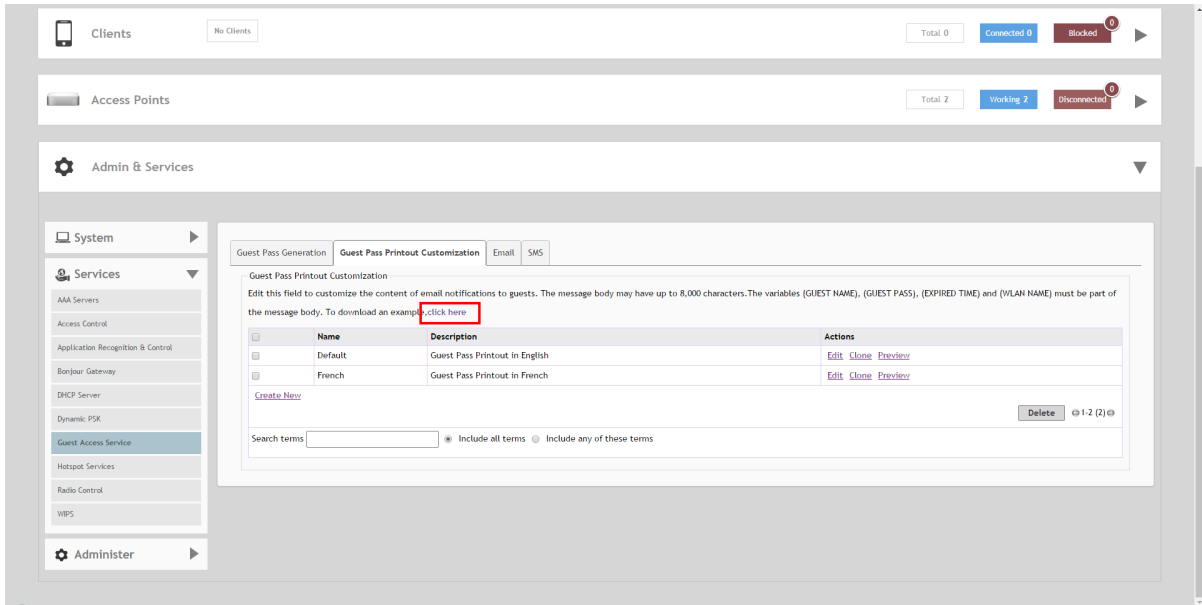 Clients
No Clients
Total 0
Connected 0
Blocked
0
Access Points
Total 2
Working 2
Disconnected
0
Admin & Services
System
Services
AAA Servers
Access Control
Application Recognition & Control
Bonjour Gateway
DHCP Server
Dynamic PSK
Guest Access Service
Hotspot Services
Radio Control
WIPS
Administer
Guest Pass Generation
Guest Pass Printout Customization
Email
SMS
Guest Pass Printout Customization
Edit this field to customize the content of email notifications to guests. The message body may have up to 8,000 characters.The variables {GUEST NAME}, {GUEST PASS}, {EXPIRED TIME} and {WLAN NAME} must be part of
the message body. To download an example,click here
Name Description Actions
Default Guest Pass Printout in English Edit Clone Preview
French Guest Pass Printout in French Edit Clone Preview
Create New
Delete 1-2 (2)
Search terms Include all terms Include any of these terms